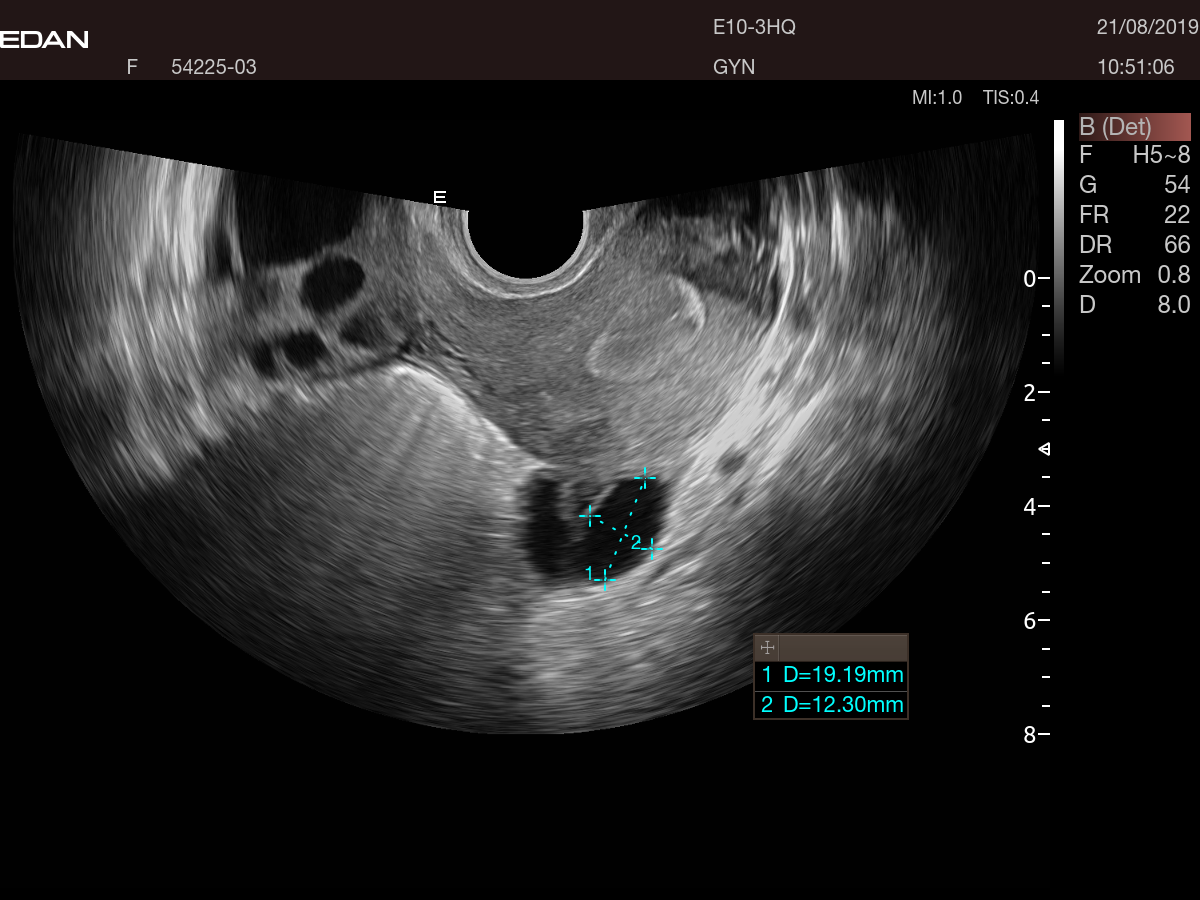 EDAN
E10-3HQ
21/08/2019
F 54225-03
GYN
10:51:06
MI:1.0 TIS:0.4
E
B (Det)
F H5~8
G 54
FR 22
DR 66
Zoom 0.8
D 8.0
0
2
4
6
8
2
1
1 D=19.19mm
2 D=12.30mm